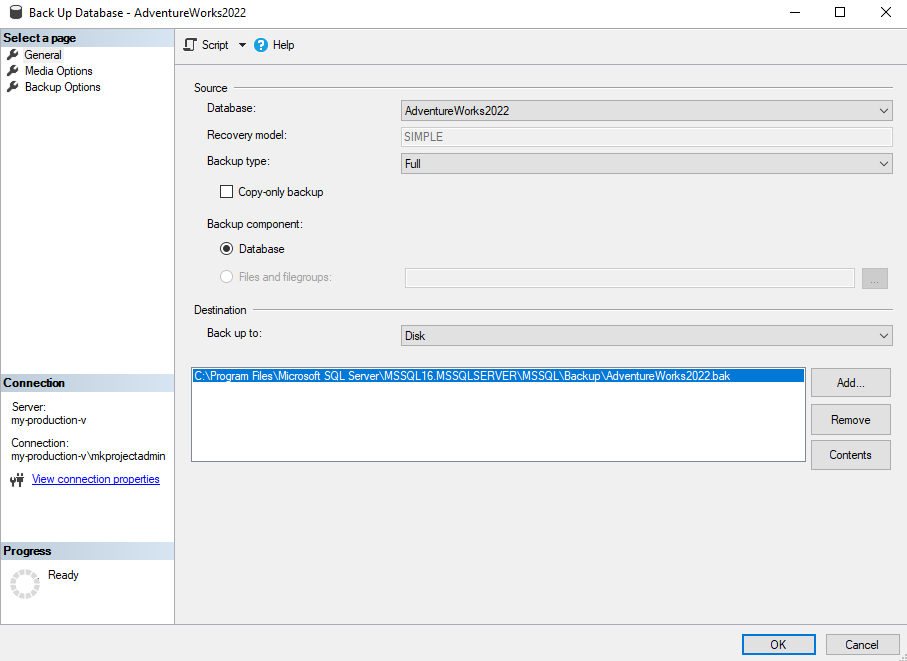 Back Up Database - AdventureWorks2022
Select a page
General
Media Options
Backup Options
Connection
Server:
my-production-v
Connection:
my-production-v\mkprojectadmin
View connection properties
Progress
Ready
Script
Help
Source
Database:
AdventureWorks2022
Recovery model:
SIMPLE
Backup type:
Full
Copy-only backup
Backup component:
Database
Files and filegroups:
...
Destination
Back up to:
Disk
C:\Program Files\Microsoft SQL Server\MSSQL16.MSSQLSERVER\MSSQL\Backup\AdventureWorks2022.bak
Add...
Remove
Contents
OK
Cancel